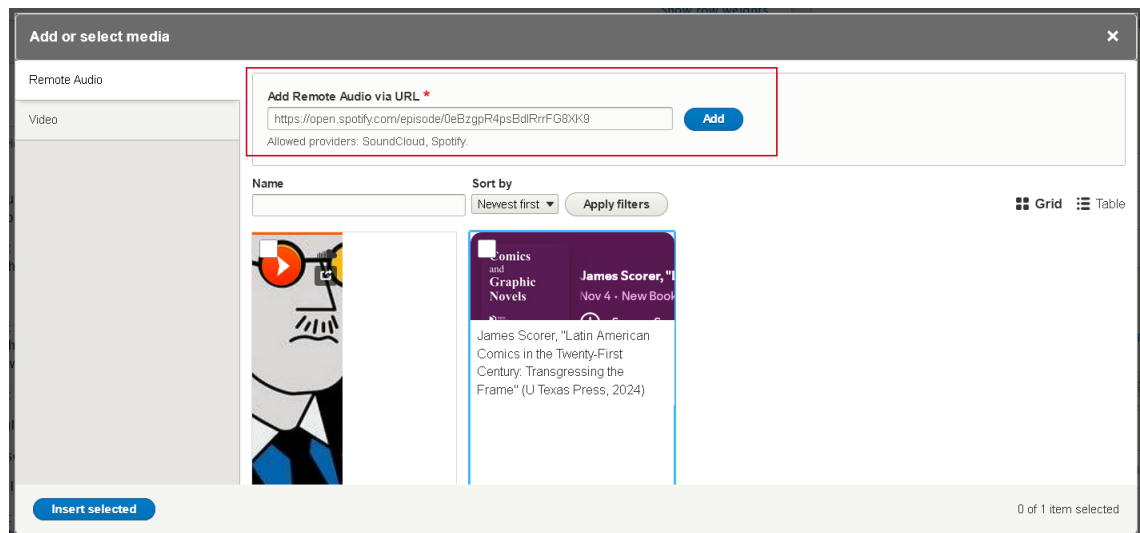 Show row weights
Add or select media
Remote Audio
Video
Add Remote Audio via URL *
https://open.spotify.com/episode/0eBzgpR4psBdlRrrFG8XK9
Add
Allowed providers: SoundCloud, Spotify.
Name
Sort by
Newest first
Apply filters
Grid
Table
Comics
and
Graphic
Novels
James Scorer, "
Nov 4 · New Book
James Scorer, "Latin American
Comics in the Twenty-First
Century: Transgressing the
Frame" (U Texas Press, 2024)
Insert selected
0 of 1 item selected